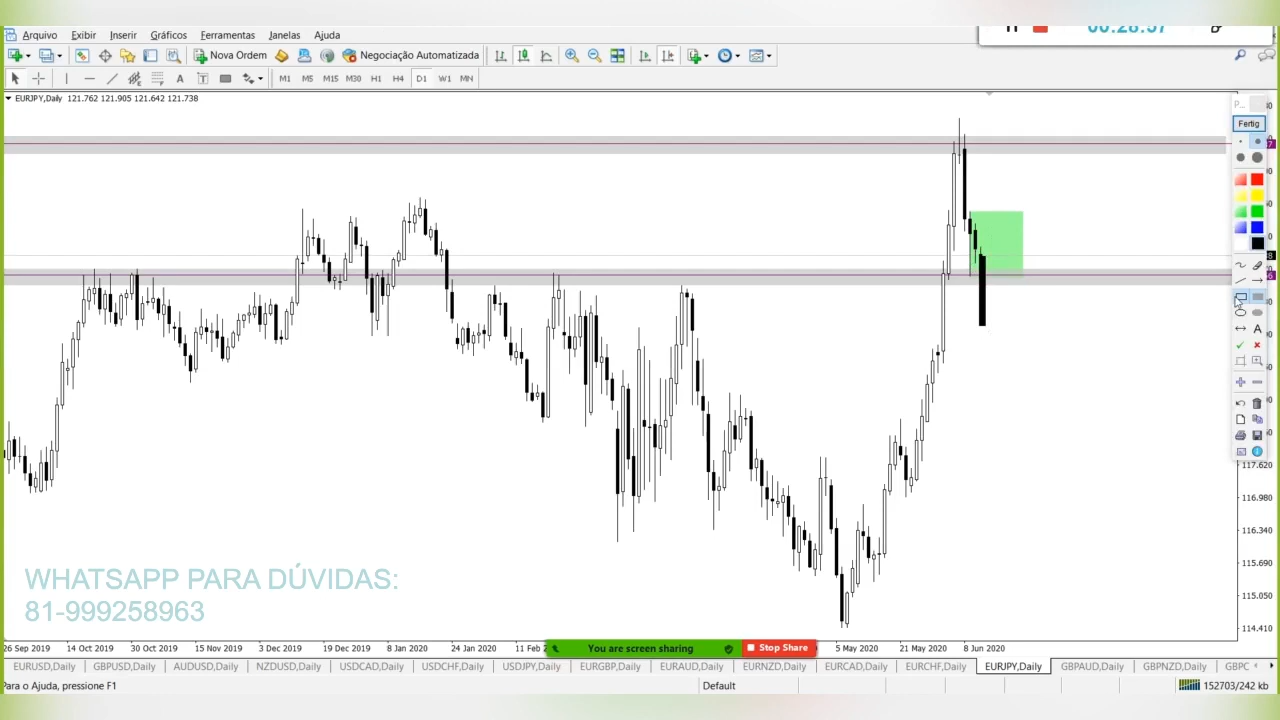 Arquivo Exibir Inserir Gráficos Ferramentas Janelas Ajuda
Nova Ordem Negociação Automatizada
A T M1 M5 M15 M30 H1 H4 D1 W1 MN
EURJPY,Daily 121.762 121.905 121.642 121.738
P...
Fertig
A
117.620
116.980
116.340
115.690
115.050
114.410
WHATSAPP PARA DÚVIDAS:
81-999258963
26 Sep 2019 14 Oct 2019 30 Oct 2019 15 Nov 2019 3 Dec 2019 19 Dec 2019 8 Jan 2020 24 Jan 2020 11 Feb 5 May 2020 21 May 2020 8 Jun 2020
You are screen sharing Stop Share
EURUSD,Daily GBPUSD,Daily AUDUSD,Daily NZDUSD,Daily USDCAD,Daily USDCHF,Daily USDJPY,Daily EURGBP,Daily EURAUD,Daily EURNZD,Daily EURCAD,Daily EURCHF,Daily EURJPY,Daily GBPAUD,Daily GBPNZD,Daily GBPC
Para o Ajuda, pressione F1 Default 152703/242 kb